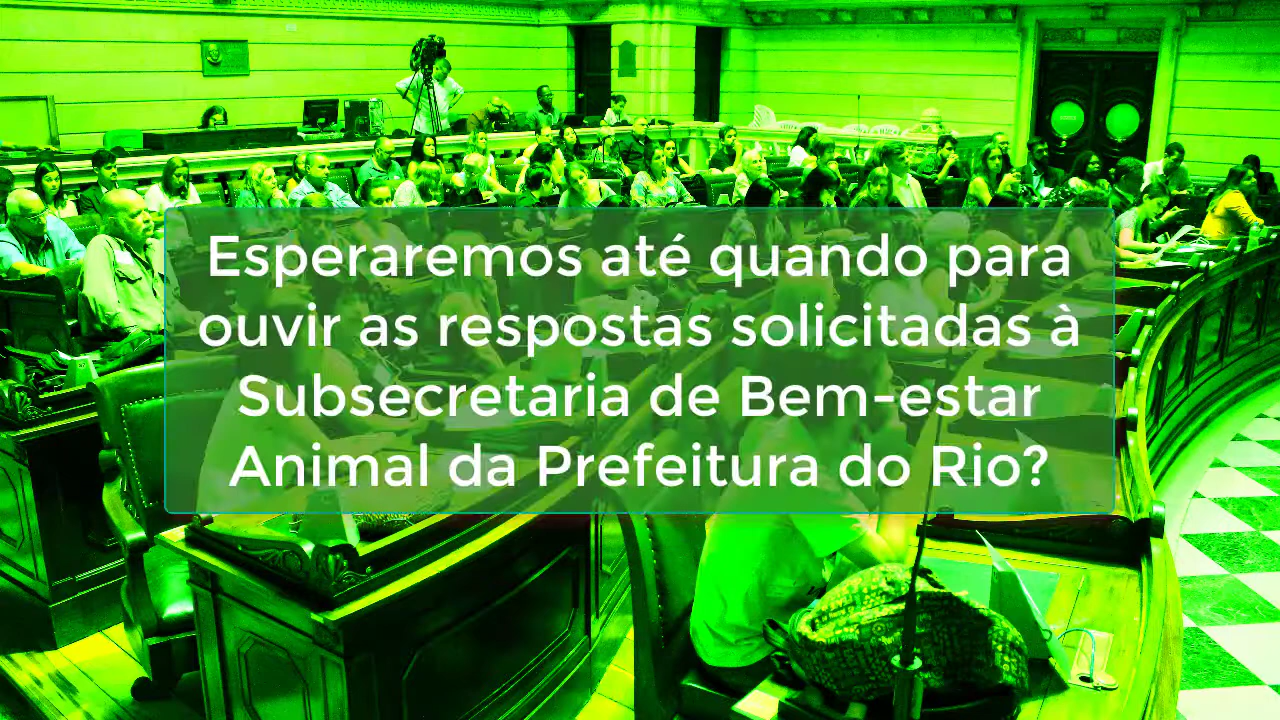 Esperaremos até quando para
ouvir as respostas solicitadas à
Subsecretaria de Bem-estar
Animal da Prefeitura do Rio?